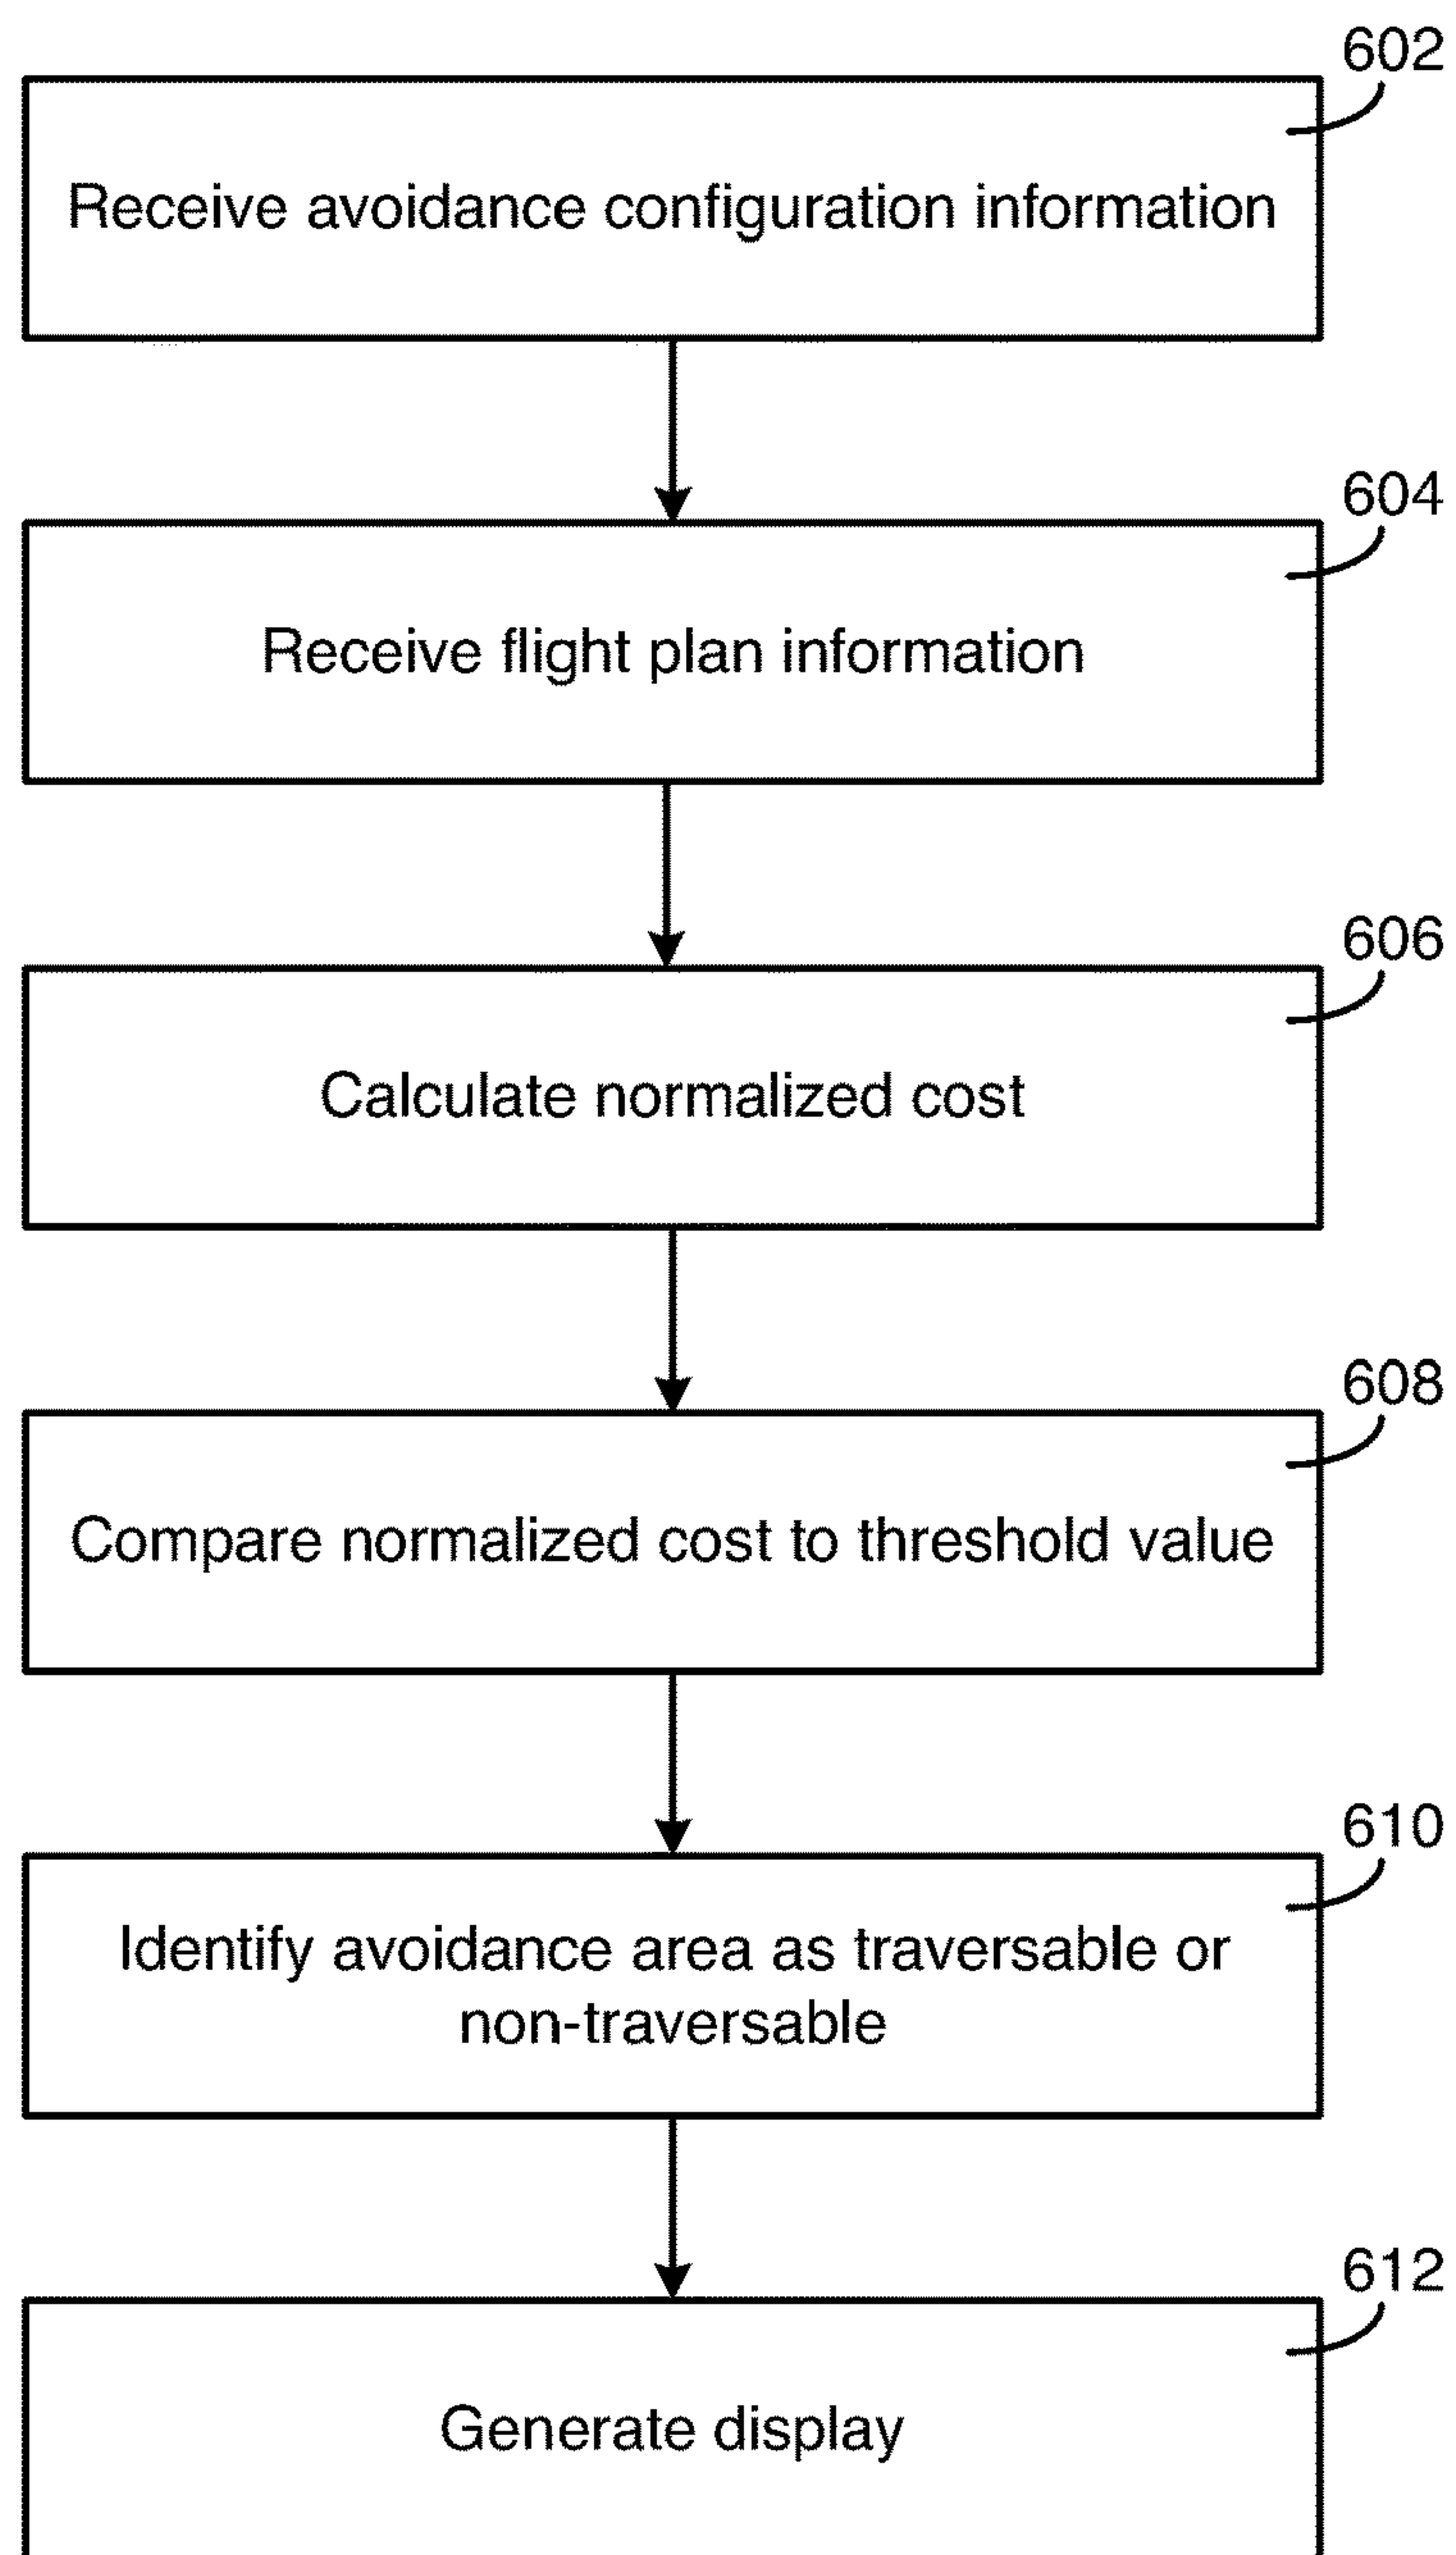 602
Receive avoidance configuration information
604
Receive flight plan information
606
Calculate normalized cost
608
Compare normalized cost to threshold value
610
Identify avoidance area as traversable or
non-traversable
612
Generate display